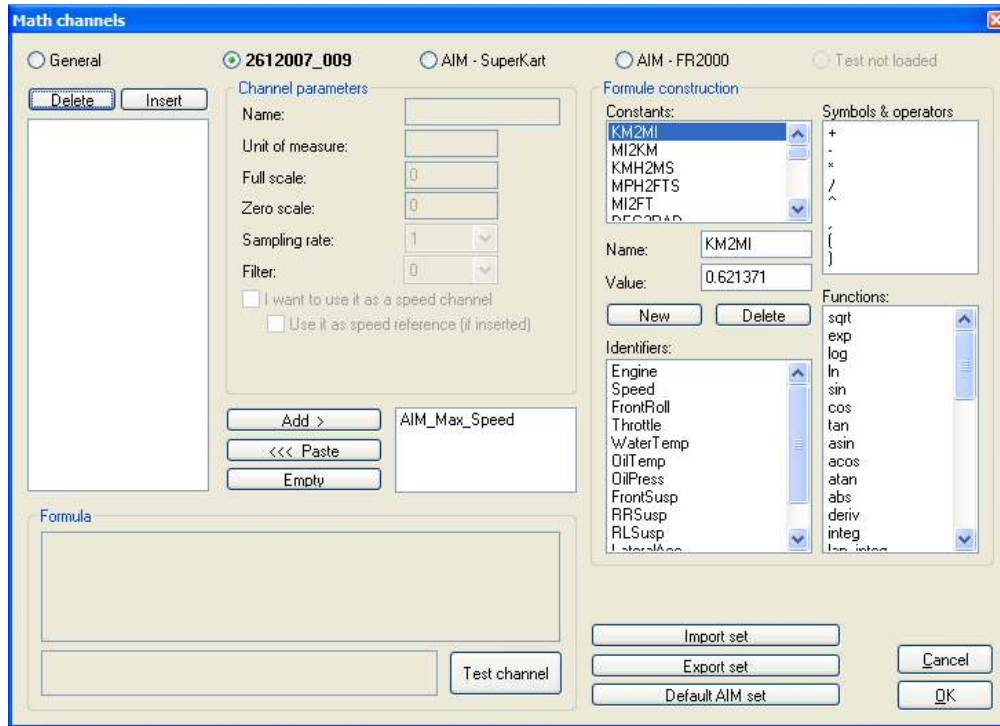 Math channels
General
2612007_009
AIM - SuperKart
AIM - FR2000
Test not loaded
Delete
Insert
Channel parameters
Name:
Unit of measure:
Full scale:
0
Zero scale:
0
Sampling rate:
1
Filter:
0
I want to use it as a speed channel
Use it as speed reference (if inserted)
Add >
<<< Paste
Empty
AIM_Max_Speed
Formula
Test channel
Formule construction
Constants:
KM2MI
MI2KM
KMH2MS
MPH2FTS
MI2FT
DEG2RAD
Name:
KM2MI
Value:
0.621371
New
Delete
Identifiers:
Engine
Speed
FrontRoll
Throttle
WaterTemp
OilTemp
OilPress
FrontSusp
RRSusp
RLSusp
LateralAcc
Symbols & operators
+
-
*
/
^
,
(
)
Functions:
sqrt
exp
log
ln
sin
cos
tan
asin
acos
atan
abs
deriv
integ
lap_integ
Import set
Export set
Default AIM set
Cancel
OK